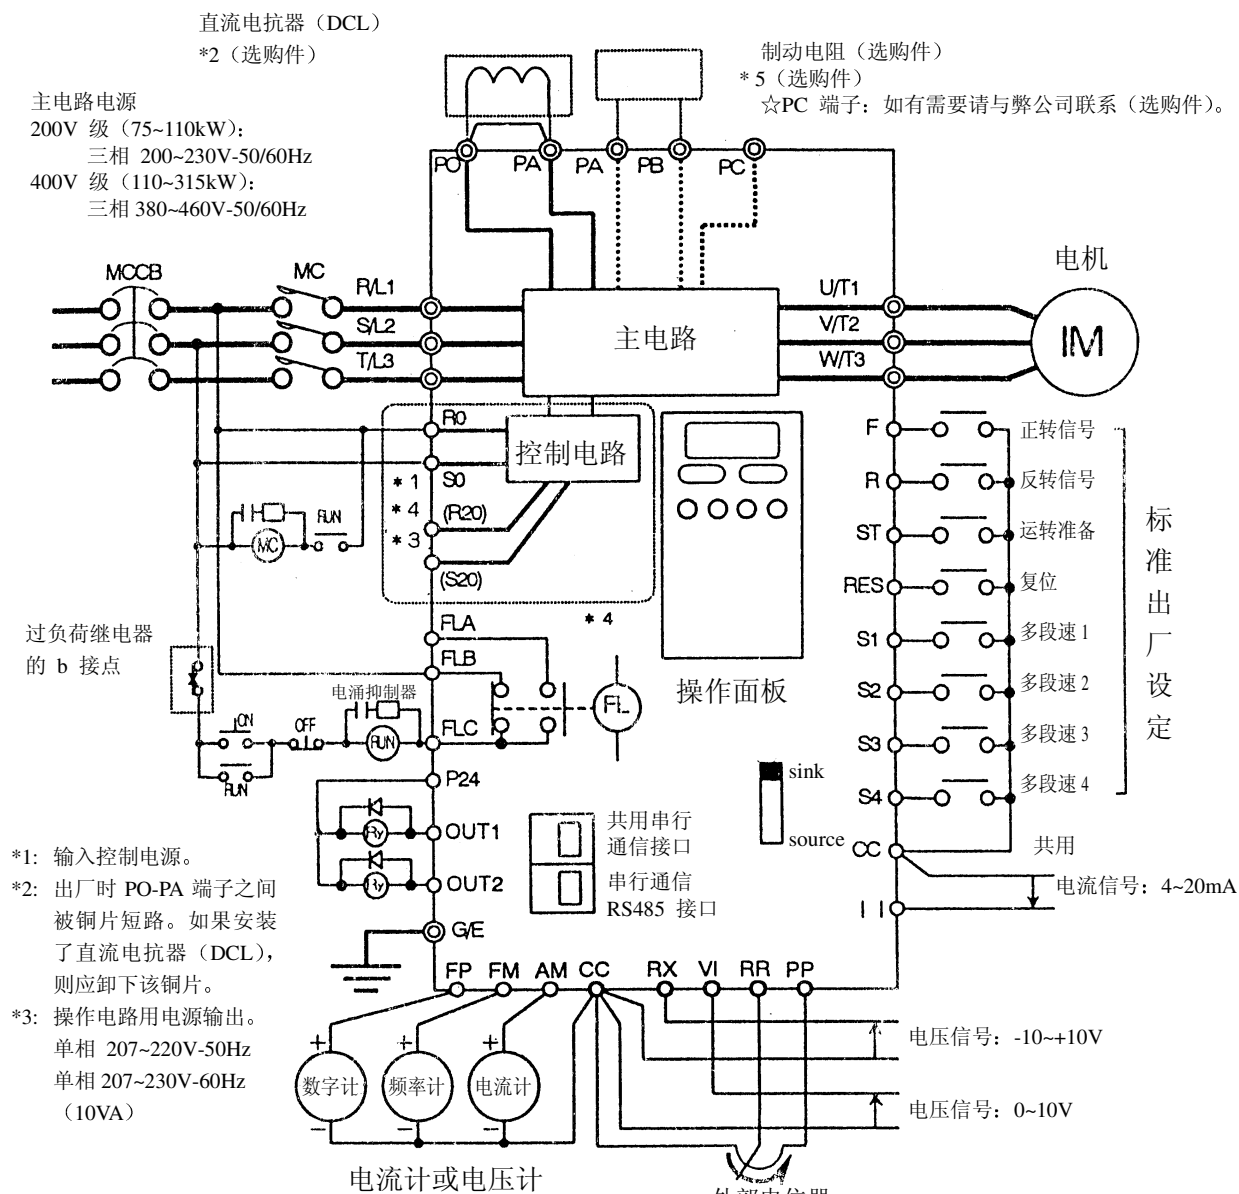 直流电抗器（DCL）
*2（选购件）
制动电阻（选购件）
* 5（选购件）
☆PC 端子：如有需要请与弊公司联系（选购件）。
主电路电源
200V 级（75~110kW）：
三相 200~230V-50/60Hz
400V 级（110~315kW）：
三相 380~460V-50/60Hz
PO
PA
PA
PB
PC
电机
MCCB
MC
R/L1
S/L2
T/L3
主电路
U/T1
V/T2
W/T3
IM
R0
S0
控制电路
* 1
* 4
(R20)
* 3
(S20)
* 4
MC
RUN
F
正转信号
R
反转信号
ST
运转准备
RES
复位
S1
多段速 1
S2
多段速 2
S3
多段速 3
S4
多段速 4
标准出厂设定
过负荷继电器
的 b 接点
FLA
FLB
FLC
FL
电涌抑制器
ON
OFF
RUN
RUN
操作面板
P24
sink
source
OUT1
Ry
OUT2
Ry
共用串行
通信接口
串行通信
RS485 接口
CC
共用
电流信号：4~20mA
I I
G/E
*1: 输入控制电源。
*2: 出厂时 PO-PA 端子之间
被铜片短路。如果安装
了直流电抗器（DCL），
则应卸下该铜片。
*3: 操作电路用电源输出。
单相 207~220V-50Hz
单相 207~230V-60Hz
（10VA）
FP
FM
AM
CC
RX
VI
RR
PP
+
+
+
数字计
频率计
电流计
−
−
−
电压信号：-10~+10V
电压信号：0~10V
电流计或电压计
外部电位器